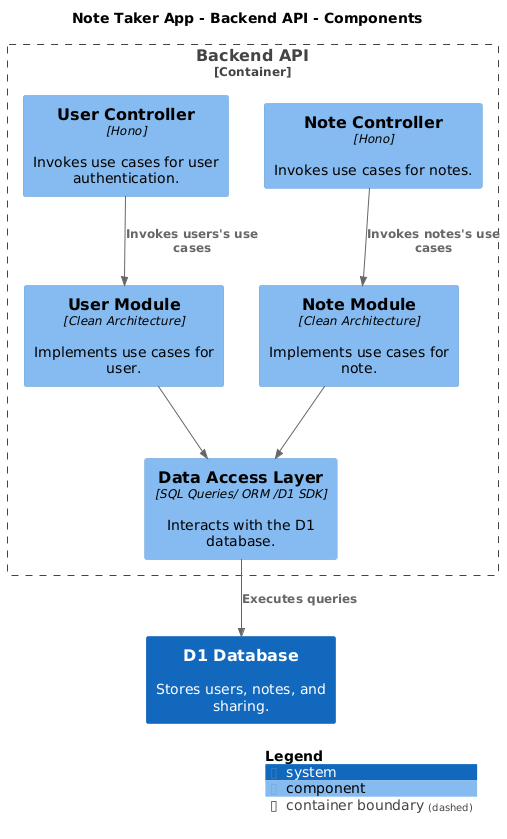 Note Taker App - Backend API - Components
Backend API
[Container]
User Controller
[Hono]
Invokes use cases for user
authentication.
Note Controller
[Hono]
Invokes use cases for notes.
Invokes users's use
cases
Invokes notes's use
cases
User Module
[Clean Architecture]
Implements use cases for
user.
Note Module
[Clean Architecture]
Implements use cases for
note.
Data Access Layer
[SQL Queries/ ORM /D1 SDK]
Interacts with the D1
database.
Executes queries
D1 Database
Stores users, notes, and
sharing.
Legend
system
component
container boundary (dashed)